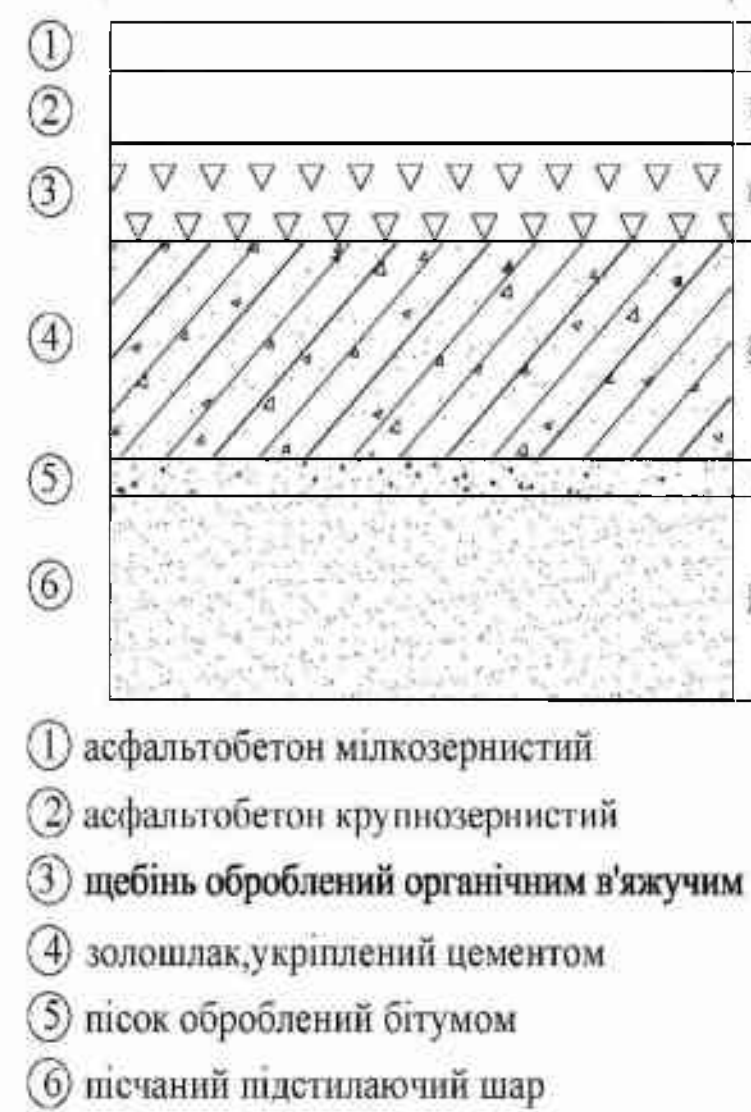 ①
②
③
④
⑤
⑥
① асфальтобетон мілкозернистий
② асфальтобетон крупнозернистий
③ щебінь оброблений органічним в'яжучим
④ золошлак,укріплений цементом
⑤ пісок оброблений бітумом
⑥ пісчаний підстилаючий шар